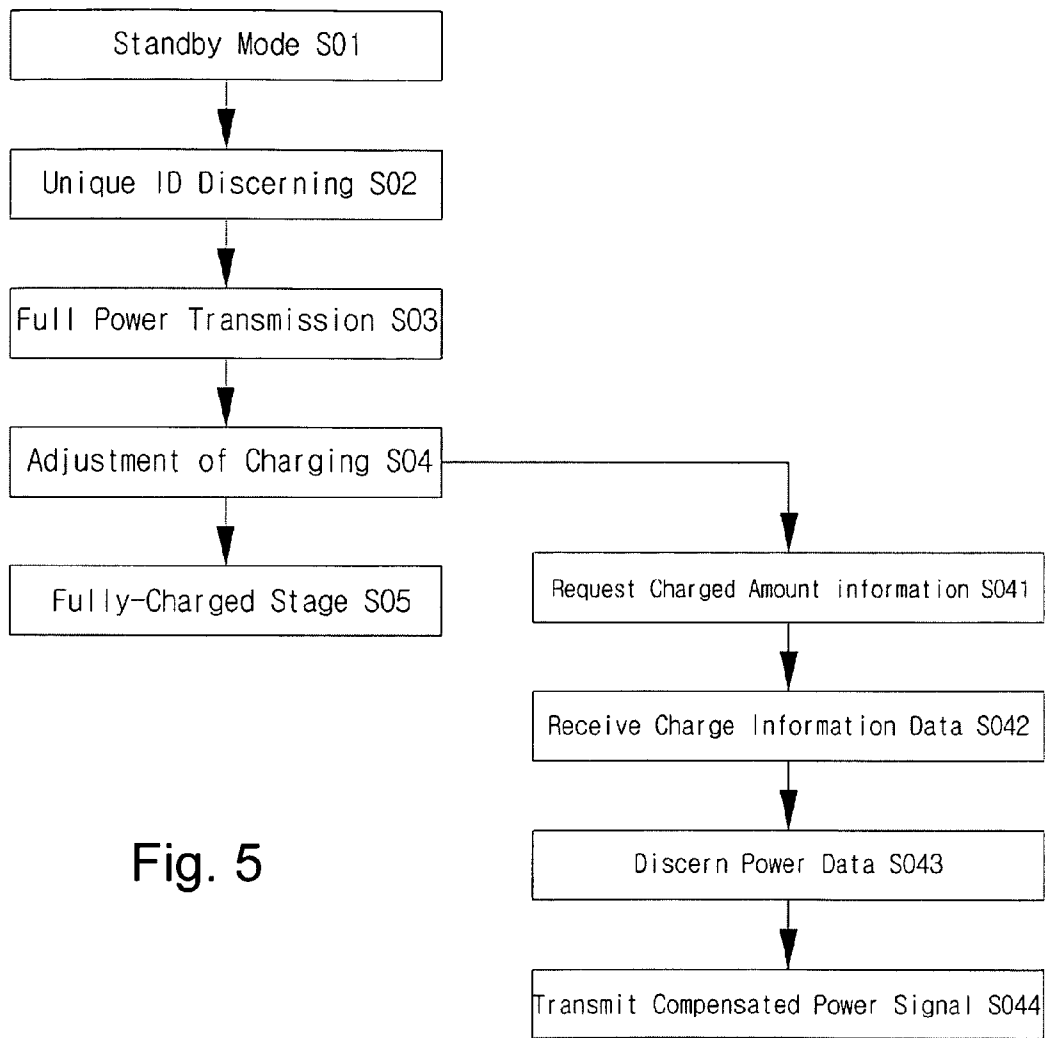 Standby Mode S01
Unique ID Discerning S02
Full Power Transmission S03
Adjustment of Charging S04
Fully-Charged Stage S05
Request Charged Amount information S041
Receive Charge Information Data S042
Discern Power Data S043
Transmit Compensated Power Signal S044
Fig. 5